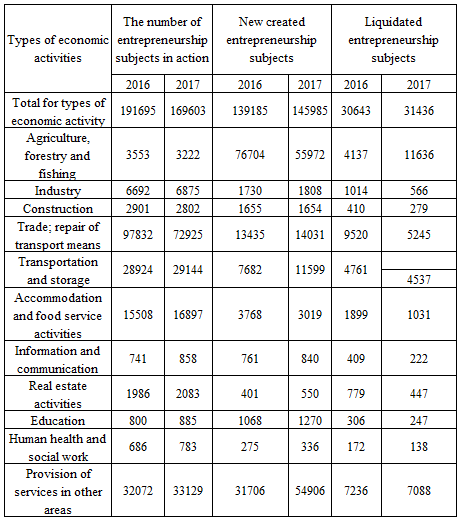 Types of economic activities | The number of entrepreneurship subjects in action | New created entrepreneurship subjects | Liquidated entrepreneurship subjects
2016 | 2017 | 2016 | 2017 | 2016 | 2017
Total for types of economic activity | 191695 | 169603 | 139185 | 145985 | 30643 | 31436
Agriculture, forestry and fishing | 3553 | 3222 | 76704 | 55972 | 4137 | 11636
Industry | 6692 | 6875 | 1730 | 1808 | 1014 | 566
Construction | 2901 | 2802 | 1655 | 1654 | 410 | 279
Trade; repair of transport means | 97832 | 72925 | 13435 | 14031 | 9520 | 5245
Transportation and storage | 28924 | 29144 | 7682 | 11599 | 4761 | 4537
Accommodation and food service activities | 15508 | 16897 | 3768 | 3019 | 1899 | 1031
Information and communication | 741 | 858 | 761 | 840 | 409 | 222
Real estate activities | 1986 | 2083 | 401 | 550 | 779 | 447
Education | 800 | 885 | 1068 | 1270 | 306 | 247
Human health and social work | 686 | 783 | 275 | 336 | 172 | 138
Provision of services in other areas | 32072 | 33129 | 31706 | 54906 | 7236 | 7088